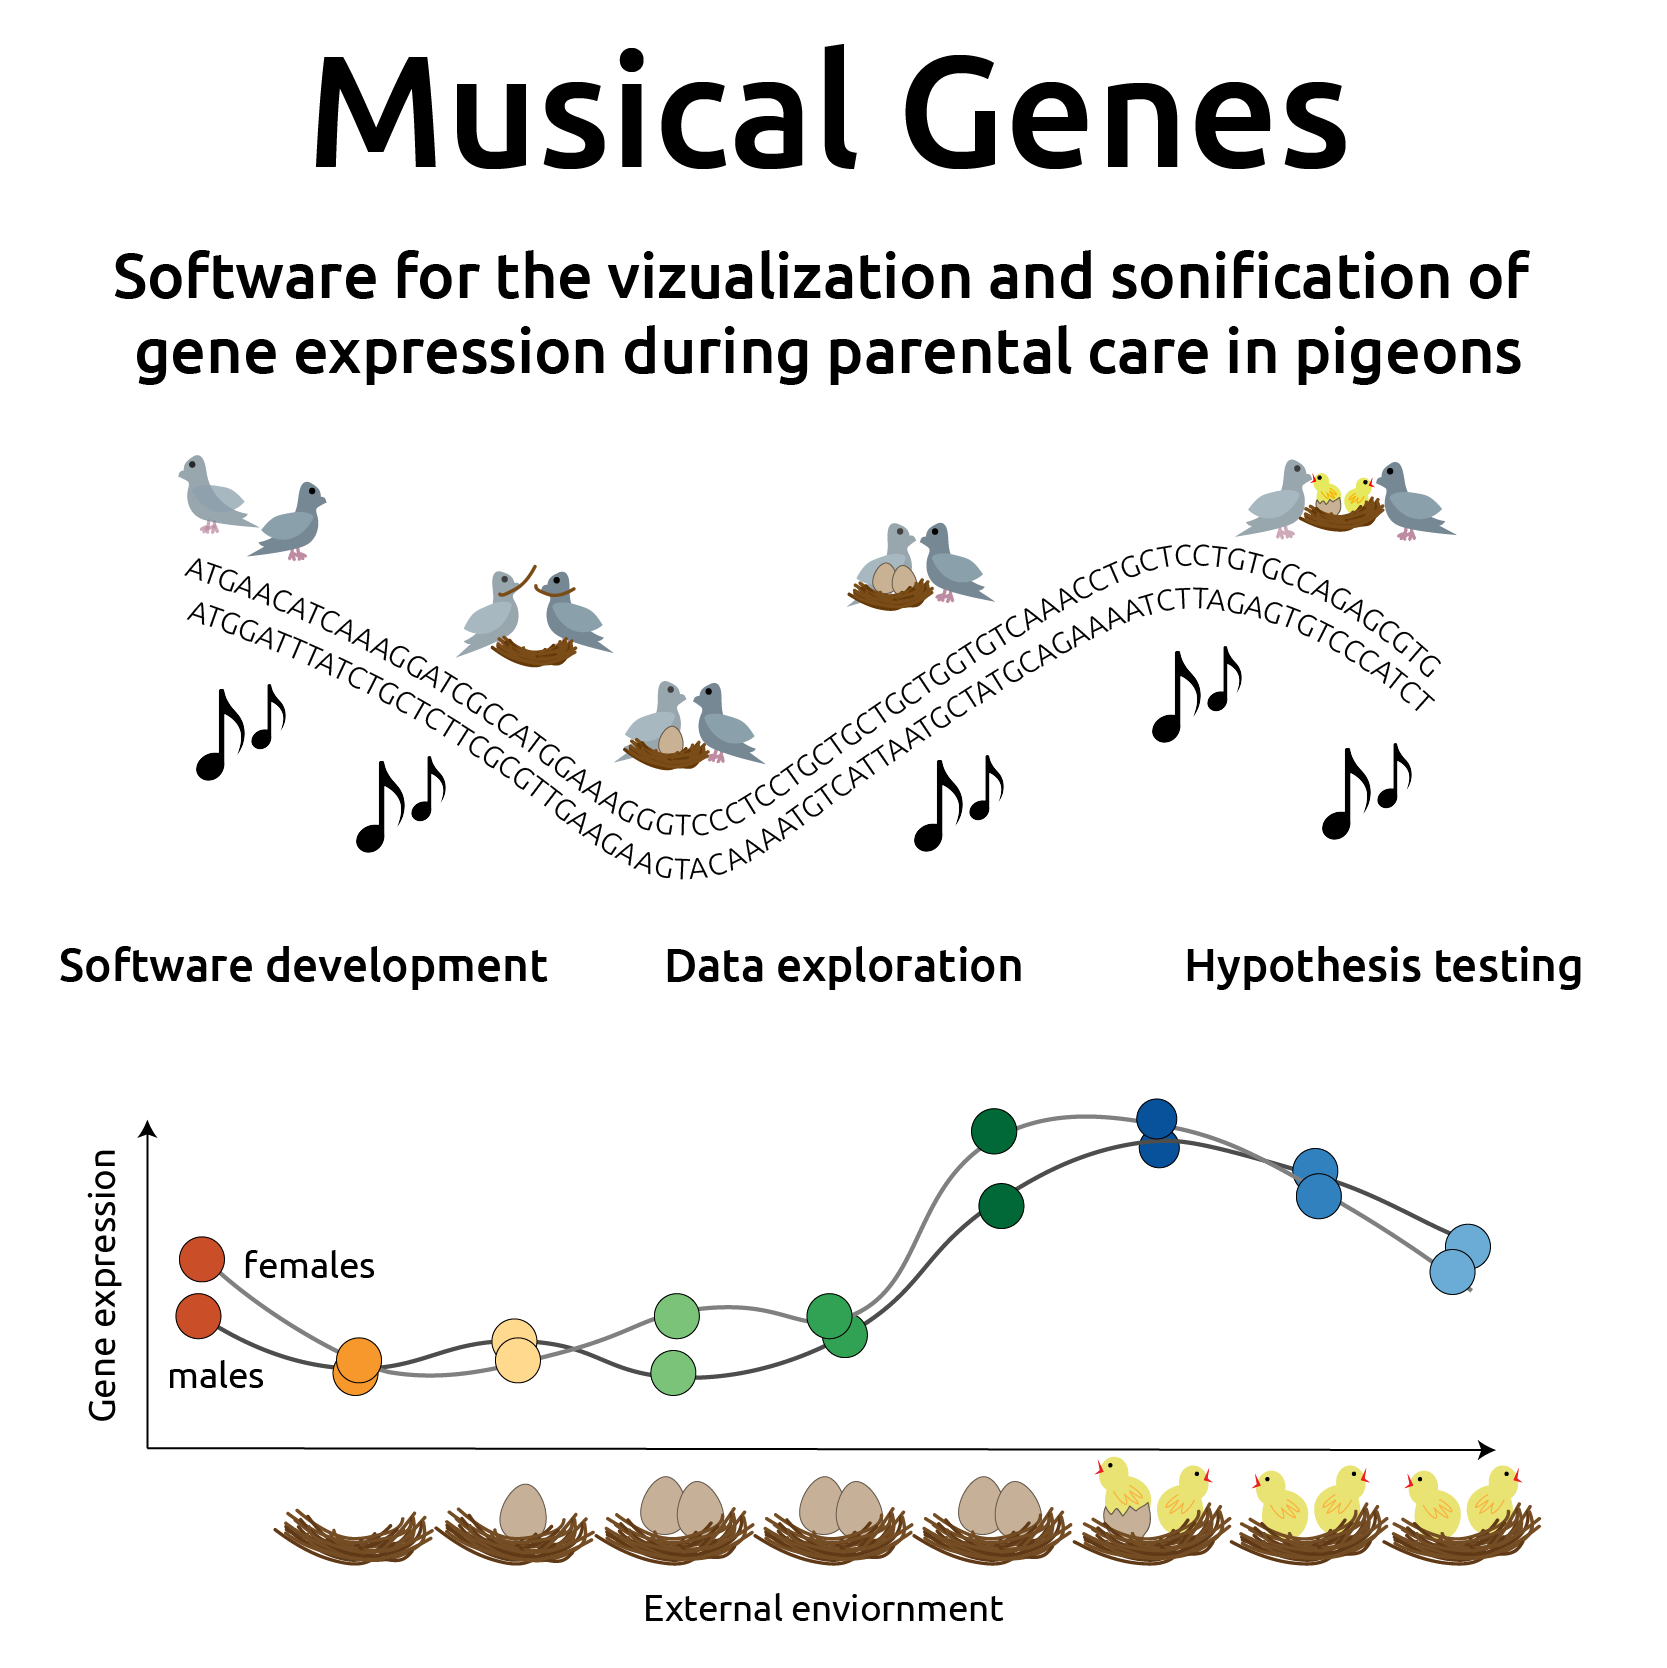 Musical Genes
Software for the vizualization and sonification of
gene expression during parental care in pigeons
ATGAACATCAAAGGATCGCCATGGAAAGGGTCCCTCCTGCTGCTGCTGCTGGTGTCAAACCTGCTCCTGTGCCAGAGCGTG
ATGGATTTATCTGCTCTTCGCGTTGAAGAAGTACAAAATGTCATTAATGCTATGCAGAAAATCTTAGAGTGTCCCATCT
Software development
Data exploration
Hypothesis testing
Gene expression
females
males
External enviornment